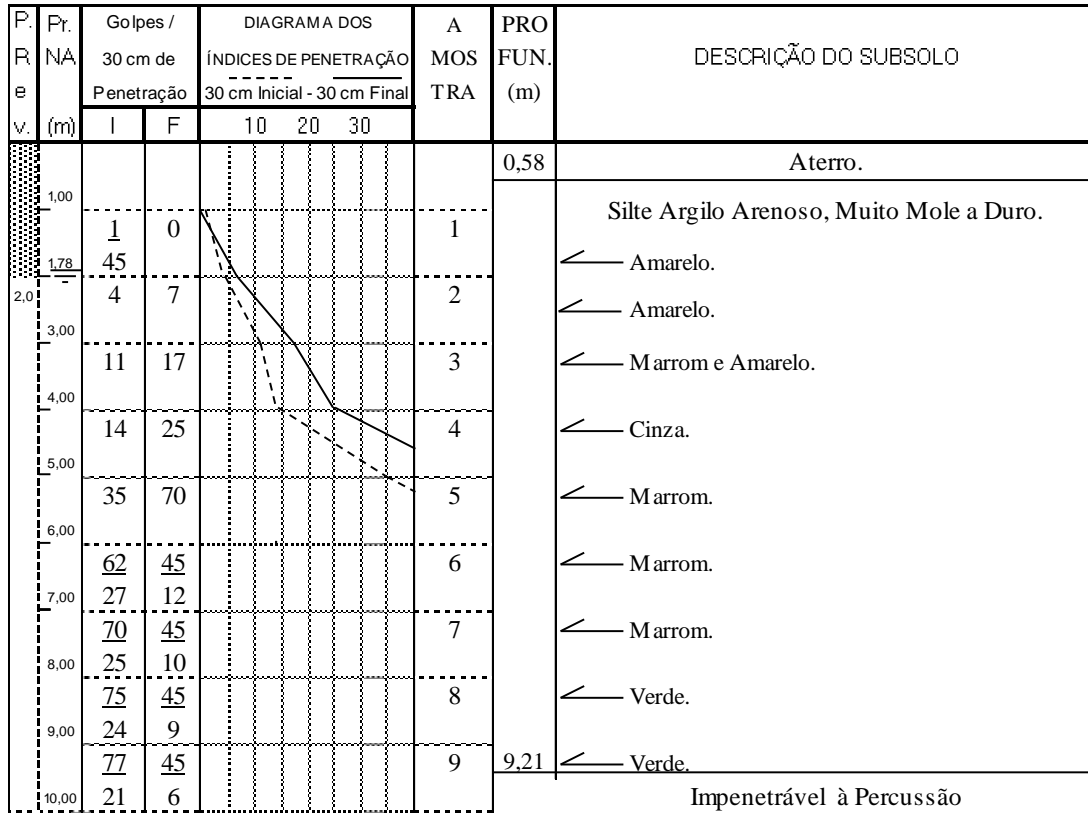 P. Pr. Golpes / DIAGRAMA DOS A PRO
R NA 30 cm de ÍNDICES DE PENETRAÇÃO MOS FUN. DESCRIÇÃO DO SUBSOLO
e Penetração 30 cm Inicial - 30 cm Final TRA (m)
v. (m) I F 10 20 30
0,58 Aterro.
1,00
Silte Argilo Arenoso, Muito Mole a Duro.
1 0 1
1,78 45 Amarelo.
2,0 4 7 2 Amarelo.
3,00
11 17 3 Marrom e Amarelo.
4,00
14 25 4 Cinza.
5,00
35 70 5 Marrom.
6,00
62 45 6 Marrom.
7,00 27 12
70 45 7 Marrom.
8,00 25 10
75 45 8 Verde.
9,00 24 9
77 45 9 9,21 Verde.
10,00 21 6 Impenetrável à Percussão